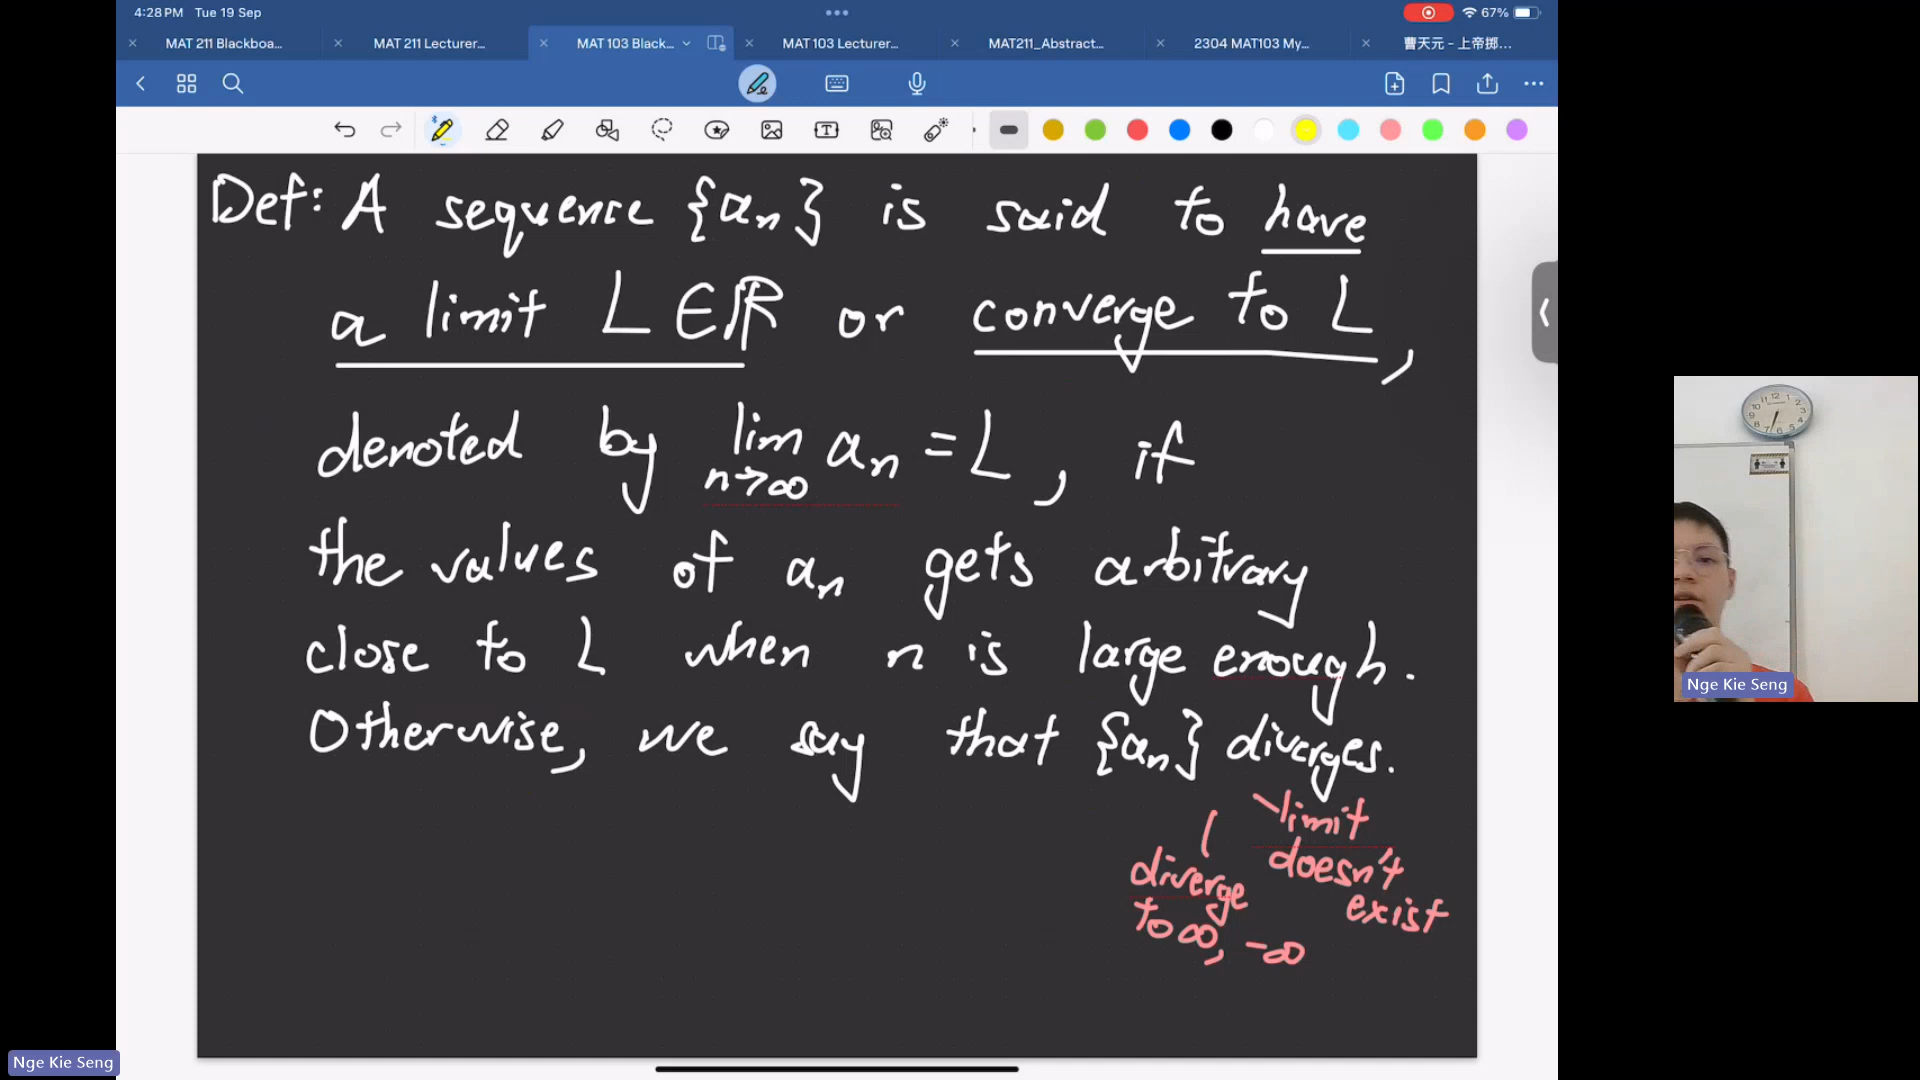 4:28 PM Tue 19 Sep
67%
MAT 211 Blackboa...
MAT 211 Lecturer...
MAT 103 Black...
MAT 103 Lecturer...
MAT211_Abstract...
2304 MAT103 My...
曹天元 - 上帝掷...
Def: A sequence {aₙ} is said to have
a limit L ∈ ℝ or converge to L,
denoted by lim n→∞ aₙ = L, if
the values of aₙ gets arbitrary
close to L when n is large enough.
Otherwise, we say that {aₙ} diverges.
limit
doesn't
exist
diverge
to ∞, -∞
Nge Kie Seng
Nge Kie Seng